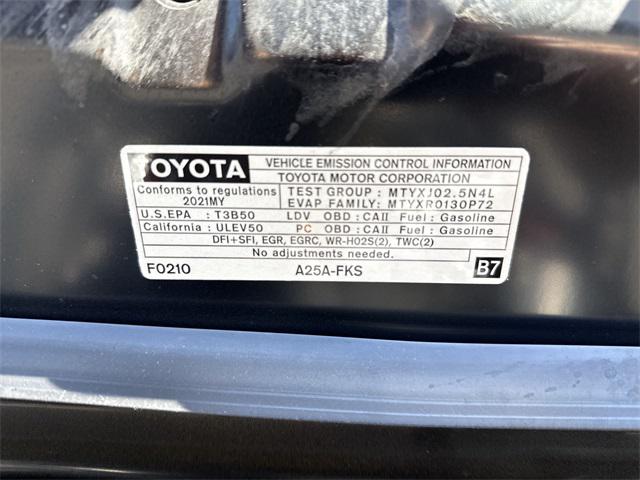 TOYOTA VEHICLE EMISSION CONTROL INFORMATION
TOYOTA MOTOR CORPORATION
Conforms to regulations TEST GROUP : MTYXJ02.5N4L
2021MY EVAP FAMILY: MTYXR0130P72
U.S.EPA : T3B50 LDV OBD : CAII Fuel : Gasoline
California : ULEV50 PC OBD : CAII Fuel : Gasoline
DFI+SFI, EGR, EGRC, WR-HO2S(2), TWC(2)
No adjustments needed.
F0210 A25A-FKS B7